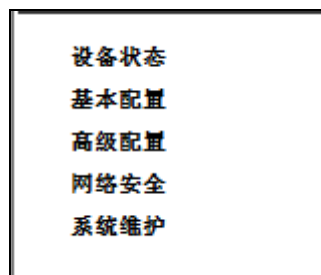 设备状态
基本配置
高级配置
网络安全
系统维护